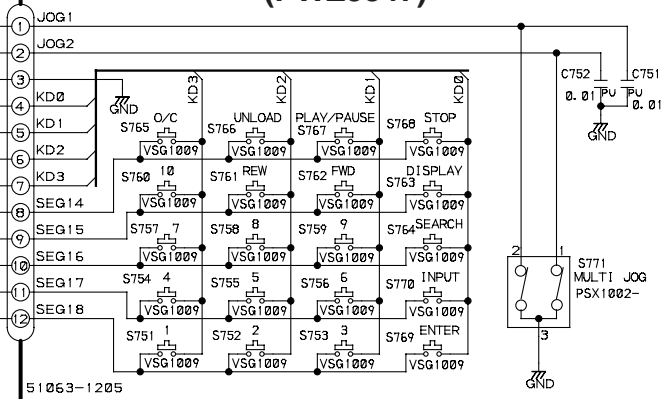 1 JOG1
2 JOG2
3
GND
4 KD0
5 KD1
6 KD2
7 KD3
8 SEG14
9 SEG15
10 SEG16
11 SEG17
12 SEG18
51063-1205
KD3 KD2 KD1 KD0
O/C UNLOAD PLAY/PAUSE STOP
S765 S766 S767 S768
VSG1009 VSG1009 VSG1009 VSG1009
10 REW FWD DISPLAY
S760 S761 S762 S763
VSG1009 VSG1009 VSG1009 VSG1009
7 8 9 SEARCH
S757 S758 S759 S764
VSG1009 VSG1009 VSG1009 VSG1009
4 5 6 INPUT
S754 S755 S756 S770
VSG1009 VSG1009 VSG1009 VSG1009
1 2 3 ENTER
S751 S752 S753 S769
VSG1009 VSG1009 VSG1009 VSG1009
C752 C751
0.01 PU PU 0.01
GND
2 1
S771
MULTI JOG
PSX1002-
3
GND